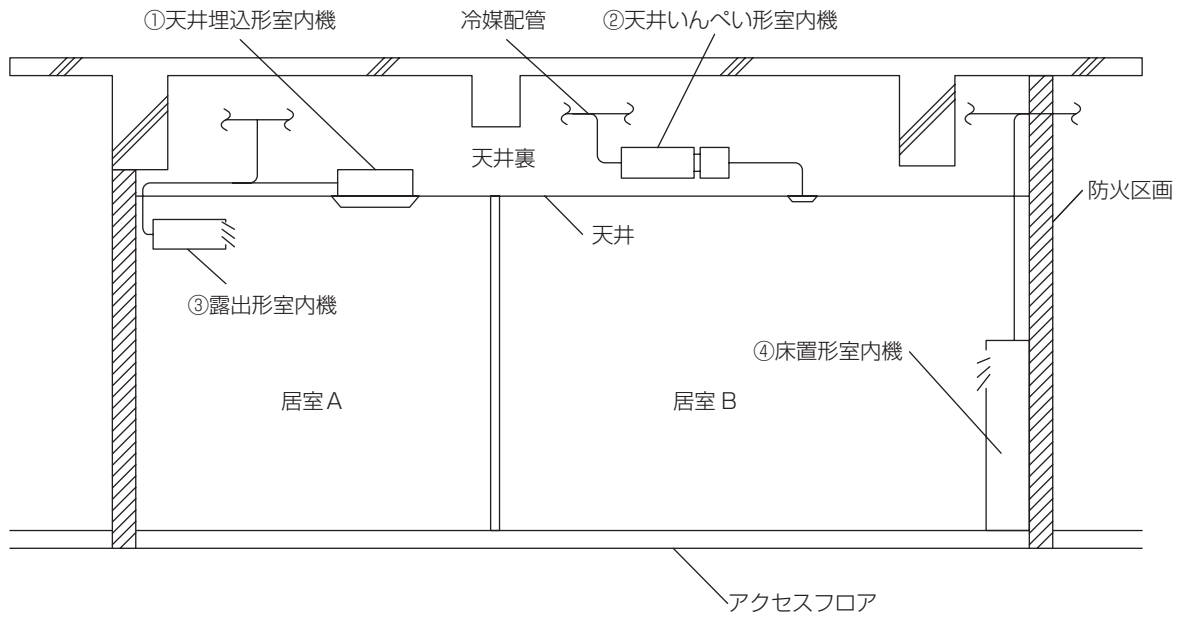 ①天井埋込形室内機
冷媒配管
②天井いんぺい形室内機
天井裏
防火区画
天井
③露出形室内機
④床置形室内機
居室A
居室B
アクセスフロア